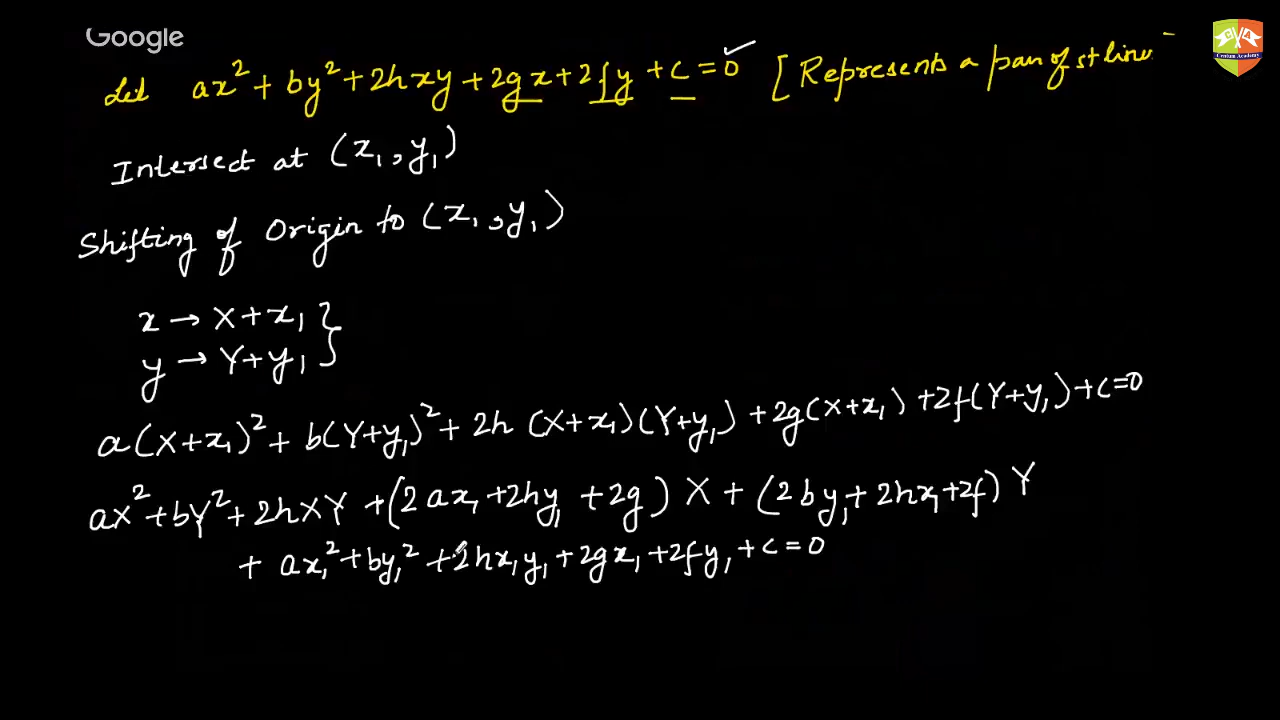 Google
Let ax² + by² + 2hxy + 2gx + 2fy + c = 0 [Represents a pair of st line
Intersect at (x₁, y₁)
Shifting of Origin to (x₁, y₁)
x → X+x₁ }
y → Y+y₁ }
a(X+x₁)² + b(Y+y₁)² + 2h (X+x₁)(Y+y₁) + 2g(X+x₁) + 2f(Y+y₁) + c=0
aX² + bY² + 2hXY + (2ax₁ + 2hy₁ + 2g) X + (2by₁ + 2hx₁ + 2f) Y
+ ax₁² + by₁² + 2hx₁y₁ + 2gx₁ + 2fy₁ + c = 0